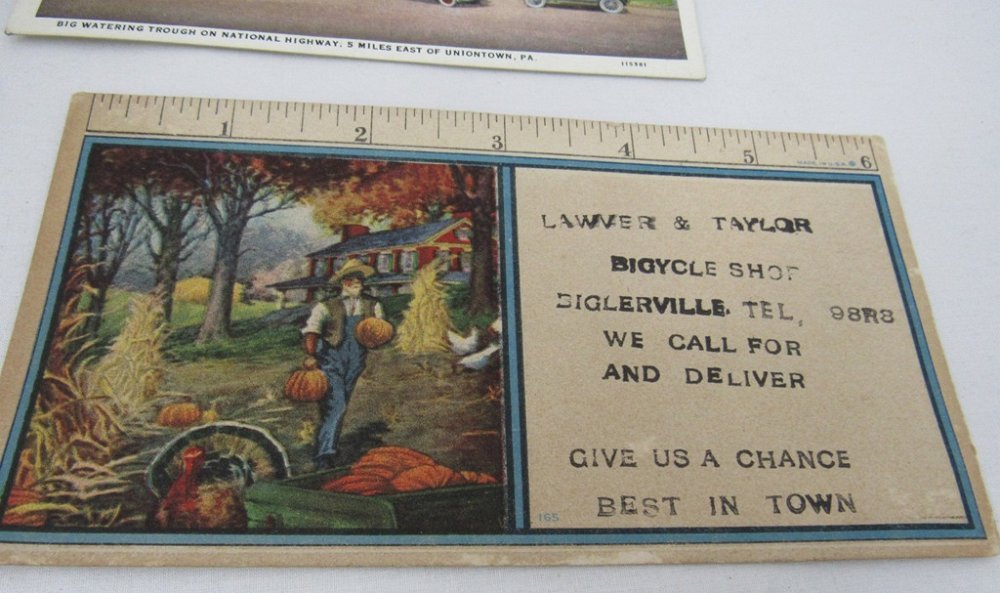 BIG WATERING TROUGH ON NATIONAL HIGHWAY, 5 MILES EAST OF UNIONTOWN, PA.
115381
1 2 3 4 5 6
MADE IN U.S.A.
LAWVER & TAYLOR
BICYCLE SHOP
BIGLERVILLE. TEL, 98R3
WE CALL FOR
AND DELIVER
GIVE US A CHANCE
BEST IN TOWN
165